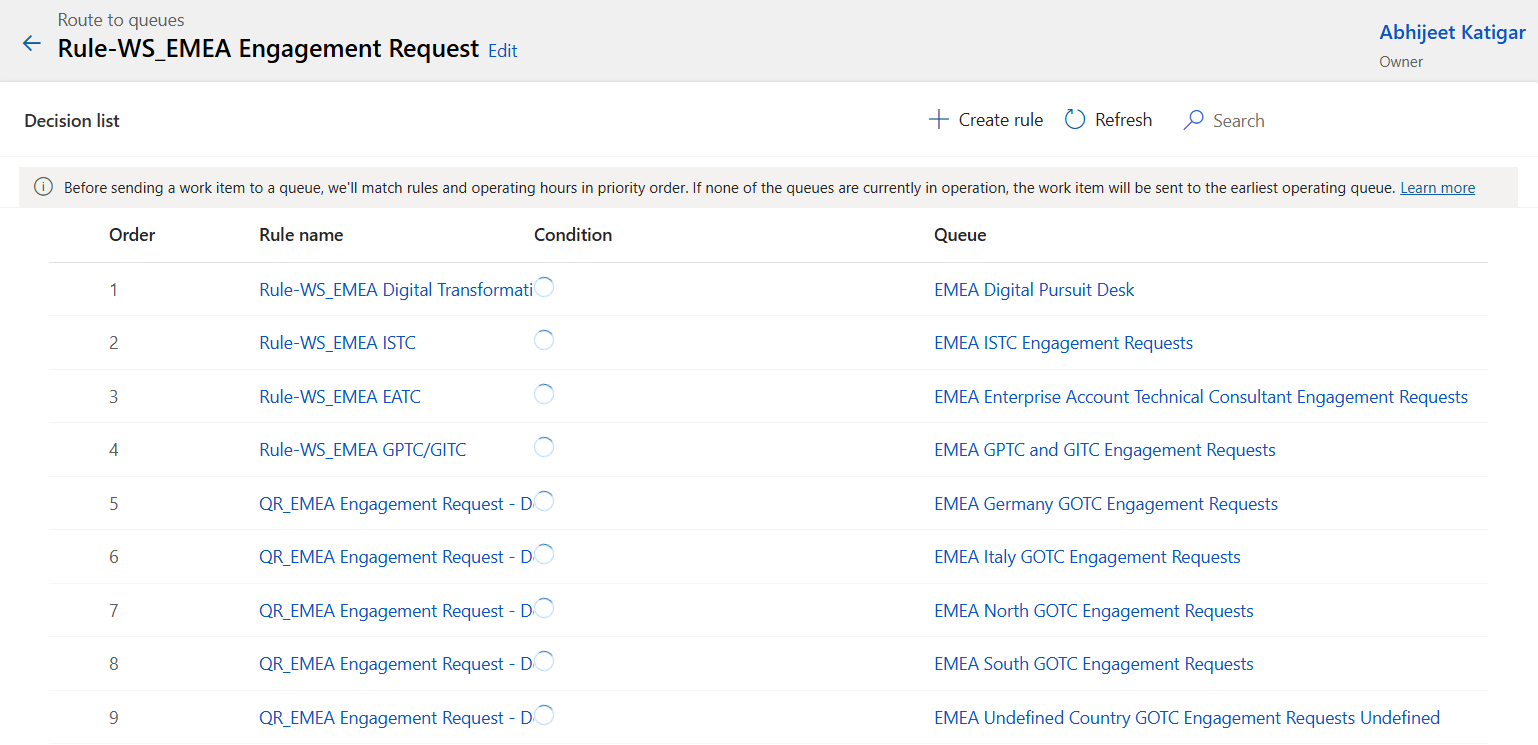 Route to queues
Rule-WS_EMEA Engagement Request Edit
Abhijeet Katigar
Owner
Decision list
Create rule Refresh Search
Before sending a work item to a queue, we'll match rules and operating hours in priority order. If none of the queues are currently in operation, the work item will be sent to the earliest operating queue. Learn more
Order Rule name Condition Queue
1 Rule-WS_EMEA Digital Transformati EMEA Digital Pursuit Desk
2 Rule-WS_EMEA ISTC EMEA ISTC Engagement Requests
3 Rule-WS_EMEA EATC EMEA Enterprise Account Technical Consultant Engagement Requests
4 Rule-WS_EMEA GPTC/GITC EMEA GPTC and GITC Engagement Requests
5 QR_EMEA Engagement Request - D EMEA Germany GOTC Engagement Requests
6 QR_EMEA Engagement Request - D EMEA Italy GOTC Engagement Requests
7 QR_EMEA Engagement Request - D EMEA North GOTC Engagement Requests
8 QR_EMEA Engagement Request - D EMEA South GOTC Engagement Requests
9 QR_EMEA Engagement Request - D EMEA Undefined Country GOTC Engagement Requests Undefined